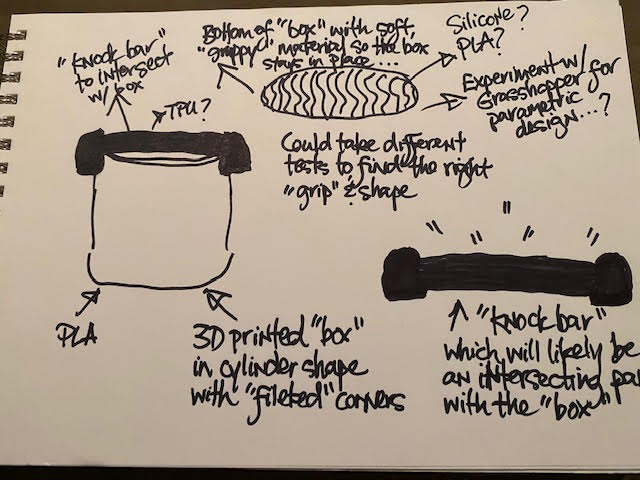 "Knock bar"
to intersect
w/ box
TPU?
Bottom of "box" with soft,
"grippy" material so the box
stays in place...
Silicone?
PLA?
Experiment w/
Grasshopper for
parametric
design...?
Could take different
tests to find the right
"grip" & shape
PLA
3D printed "box"
in cylinder shape
with "fileted" corners
"Knock bar"
which will likely be
an intersecting par
with the "box"